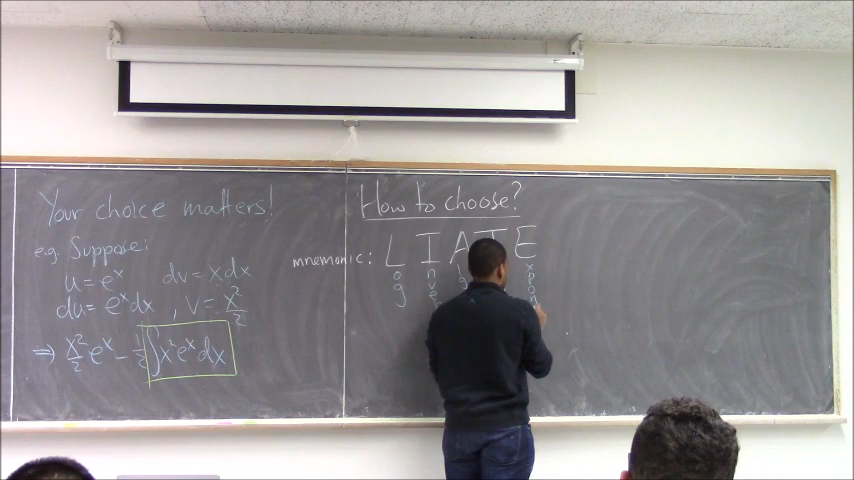 Your choice matters!
e.g. Suppose:
u = e^x dv = x dx
du = e^x dx , v = x²/2
⇒ x²/2 e^x - 1/2 ∫x² e^x dx
How to choose?
mnemonic: L I A T E
o n l x
g v g p
e o
n